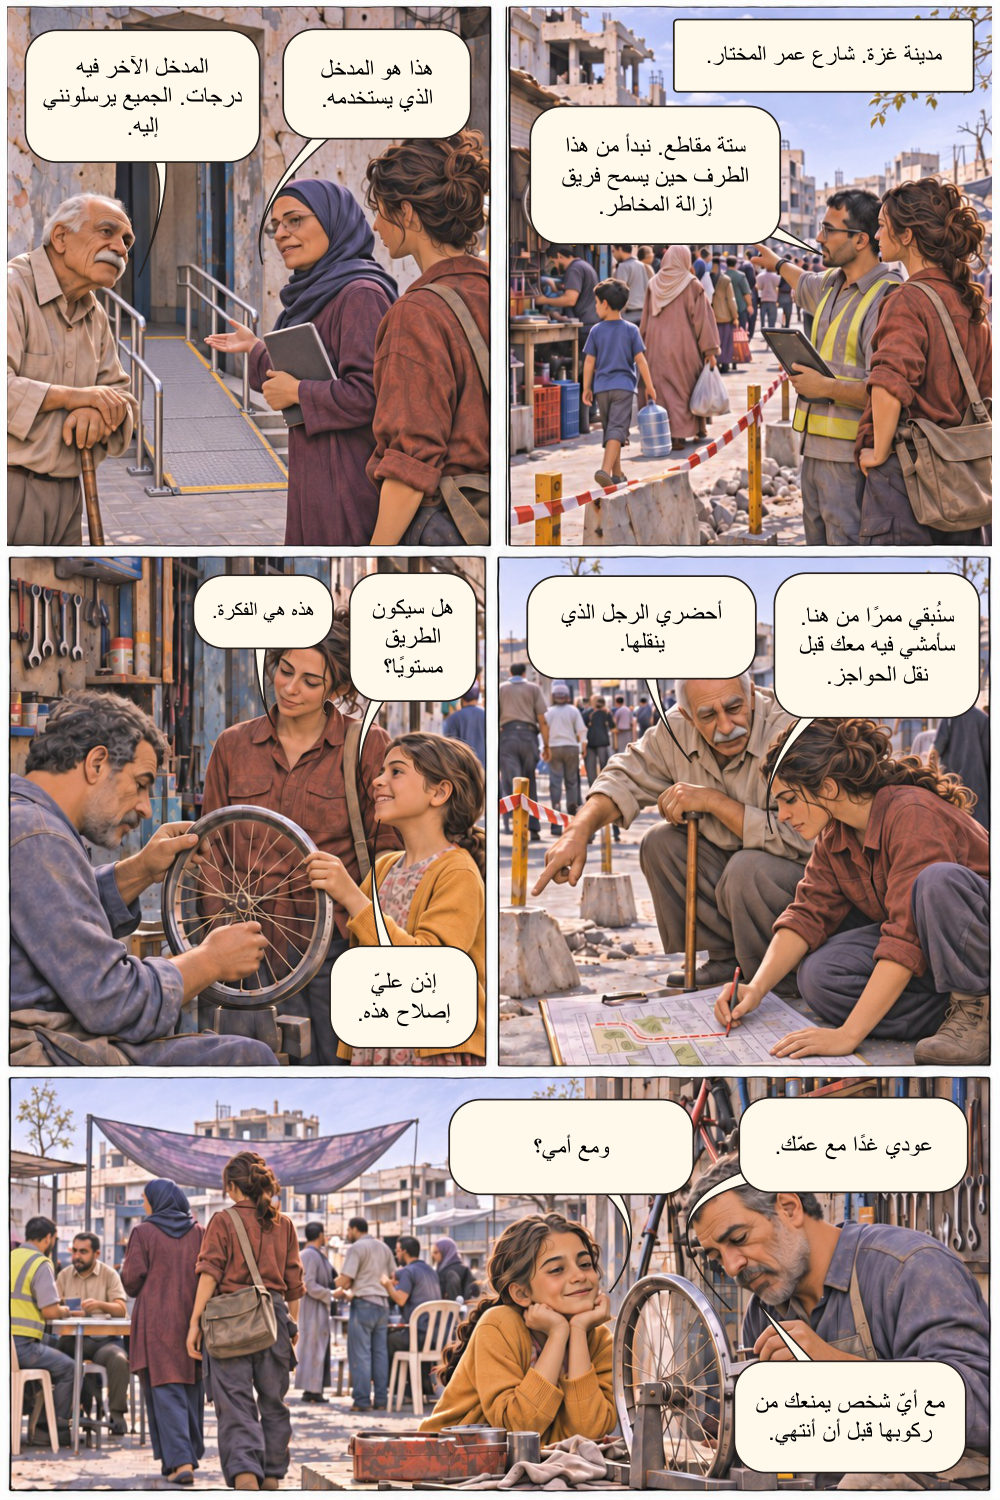 مدينة غزة. شارع عمر المختار.
ستة مقاطع. نبدأ من هذا
الطرف حين يسمح فريق
إزالة المخاطر.
هذا هو المدخل
الذي يستخدمه.
المدخل الآخر فيه
درجات. الجميع يرسلونني
إليه.
سنُبقي ممرًا من هنا.
سأمشي فيه معك قبل
نقل الحواجز.
أحضري الرجل الذي
ينقلها.
هل سيكون
الطريق
مستويًا؟
هذه هي الفكرة.
إذن عليّ
إصلاح هذه.
عودي غدًا مع عمّك.
ومع أمي؟
مع أيّ شخص يمنعك من
ركوبها قبل أن أنتهي.